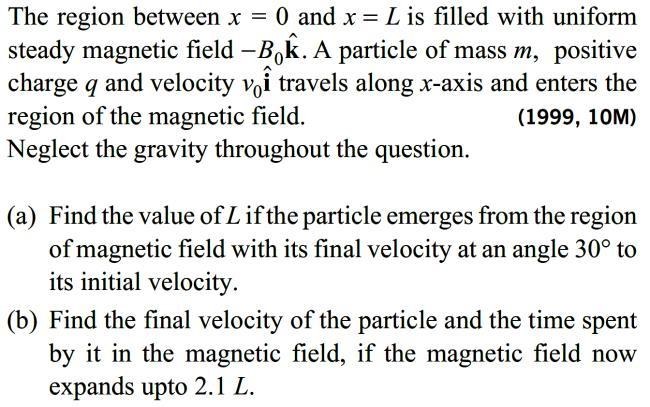 The region between x = 0 and x = L is filled with uniform
steady magnetic field −B₀k̂. A particle of mass m, positive
charge q and velocity v₀î travels along x-axis and enters the
region of the magnetic field. (1999, 10M)
Neglect the gravity throughout the question.
(a) Find the value of L if the particle emerges from the region
of magnetic field with its final velocity at an angle 30° to
its initial velocity.
(b) Find the final velocity of the particle and the time spent
by it in the magnetic field, if the magnetic field now
expands upto 2.1 L.